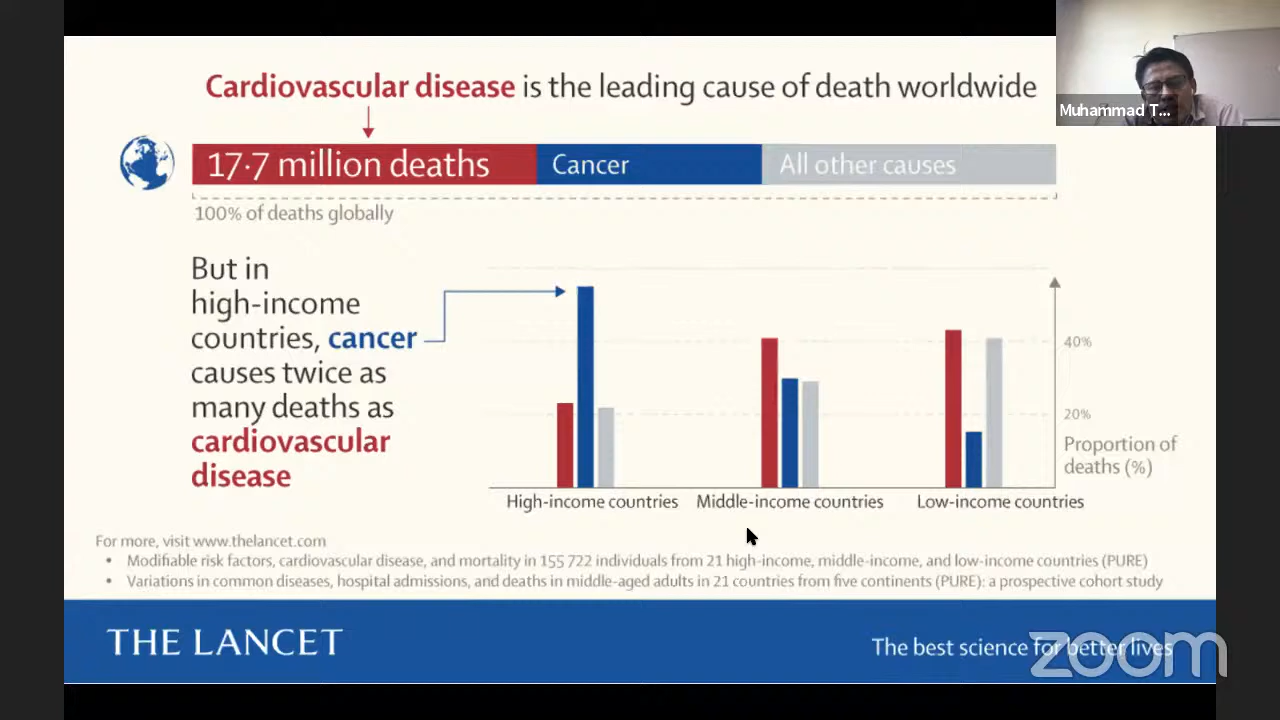 Cardiovascular disease is the leading cause of death worldwide
Muhammad T...
17·7 million deaths
Cancer
All other causes
100% of deaths globally
But in
high-income
countries, cancer
causes twice as
many deaths as
cardiovascular
disease
40%
20%
Proportion of
deaths (%)
High-income countries
Middle-income countries
Low-income countries
For more, visit www.thelancet.com
• Modifiable risk factors, cardiovascular disease, and mortality in 155 722 individuals from 21 high-income, middle-income, and low-income countries (PURE)
• Variations in common diseases, hospital admissions, and deaths in middle-aged adults in 21 countries from five continents (PURE): a prospective cohort study
THE LANCET
The best science for better lives
zoom